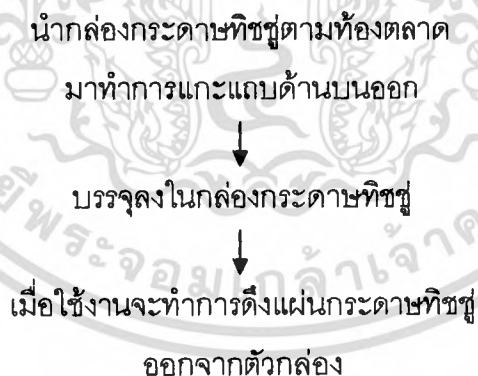 นำกล่องกระดาษทิชชู่ตามท้องตลาด
มาทำการแกะแถบด้านบนออก
บรรจุลงในกล่องกระดาษทิชชู่
เมื่อใช้งานจะทำการดึงแผ่นกระดาษทิชชู่
ออกจากตัวกล่อง